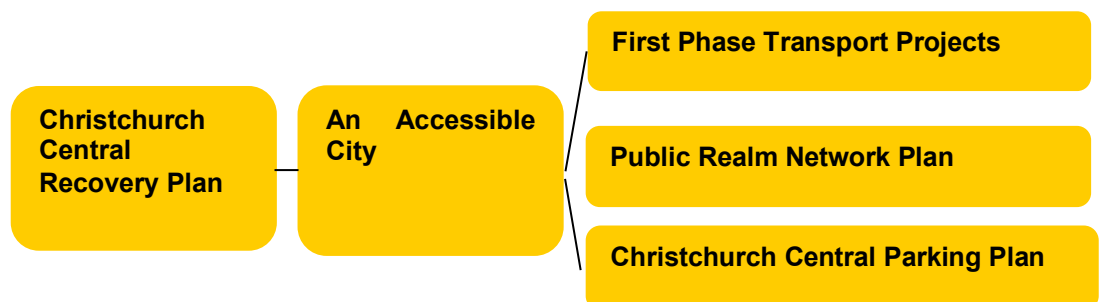 Christchurch
Central
Recovery Plan
An Accessible
City
First Phase Transport Projects
Public Realm Network Plan
Christchurch Central Parking Plan